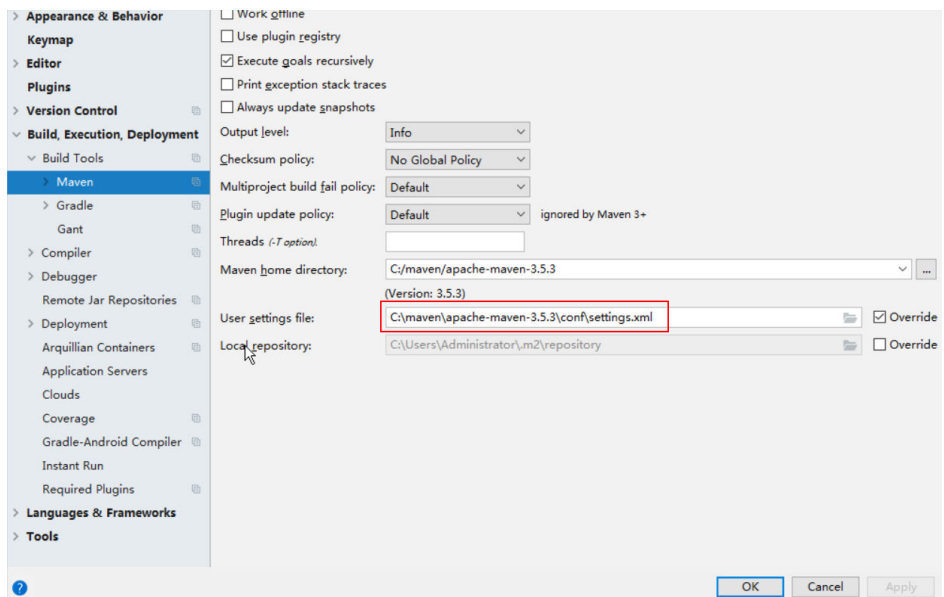 Appearance & Behavior
Keymap
Editor
Plugins
Version Control
Build, Execution, Deployment
Build Tools
Maven
Gradle
Gant
Compiler
Debugger
Remote Jar Repositories
Deployment
Arquillian Containers
Application Servers
Clouds
Coverage
Gradle-Android Compiler
Instant Run
Required Plugins
Languages & Frameworks
Tools
Work offline
Use plugin registry
Execute goals recursively
Print exception stack traces
Always update snapshots
Output level: Info
Checksum policy: No Global Policy
Multiproject build fail policy: Default
Plugin update policy: Default ignored by Maven 3+
Threads (-T option).
Maven home directory: C:/maven/apache-maven-3.5.3 ...
(Version: 3.5.3)
User settings file: C:\maven\apache-maven-3.5.3\conf\settings.xml Override
Local repository: C:\Users\Administrator\.m2\repository Override
? OK Cancel Apply